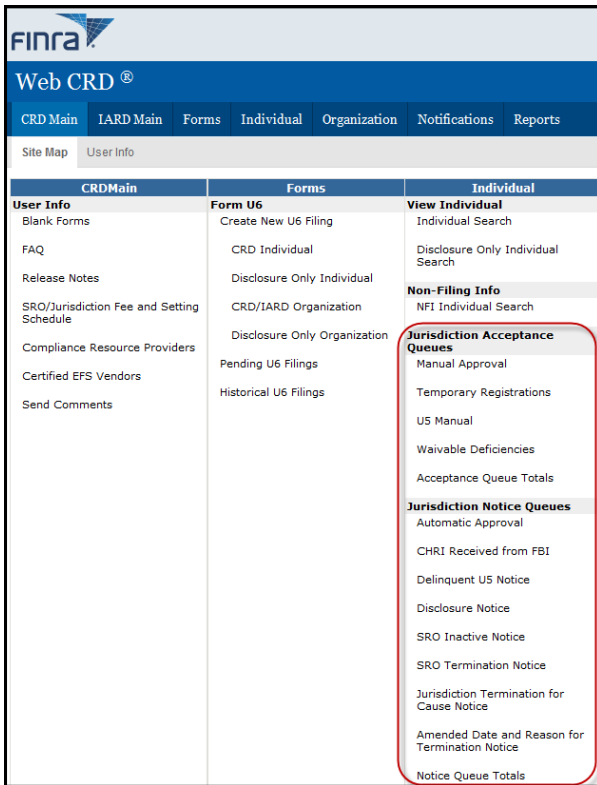 Finra
Web CRD ®
CRD Main IARD Main Forms Individual Organization Notifications Reports
Site Map User Info
CRDMain
User Info
Blank Forms
FAQ
Release Notes
SRO/Jurisdiction Fee and Setting
Schedule
Compliance Resource Providers
Certified EFS Vendors
Send Comments
Forms
Form U6
Create New U6 Filing
CRD Individual
Disclosure Only Individual
CRD/IARD Organization
Disclosure Only Organization
Pending U6 Filings
Historical U6 Filings
Individual
View Individual
Individual Search
Disclosure Only Individual
Search
Non-Filing Info
NFI Individual Search
Jurisdiction Acceptance
Queues
Manual Approval
Temporary Registrations
U5 Manual
Waivable Deficiencies
Acceptance Queue Totals
Jurisdiction Notice Queues
Automatic Approval
CHRI Received from FBI
Delinquent U5 Notice
Disclosure Notice
SRO Inactive Notice
SRO Termination Notice
Jurisdiction Termination for
Cause Notice
Amended Date and Reason for
Termination Notice
Notice Queue Totals